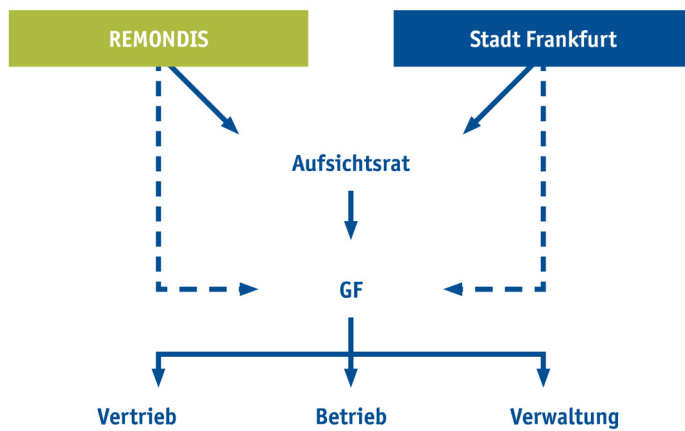 REMONDIS
Stadt Frankfurt
Aufsichtsrat
GF
Vertrieb
Betrieb
Verwaltung